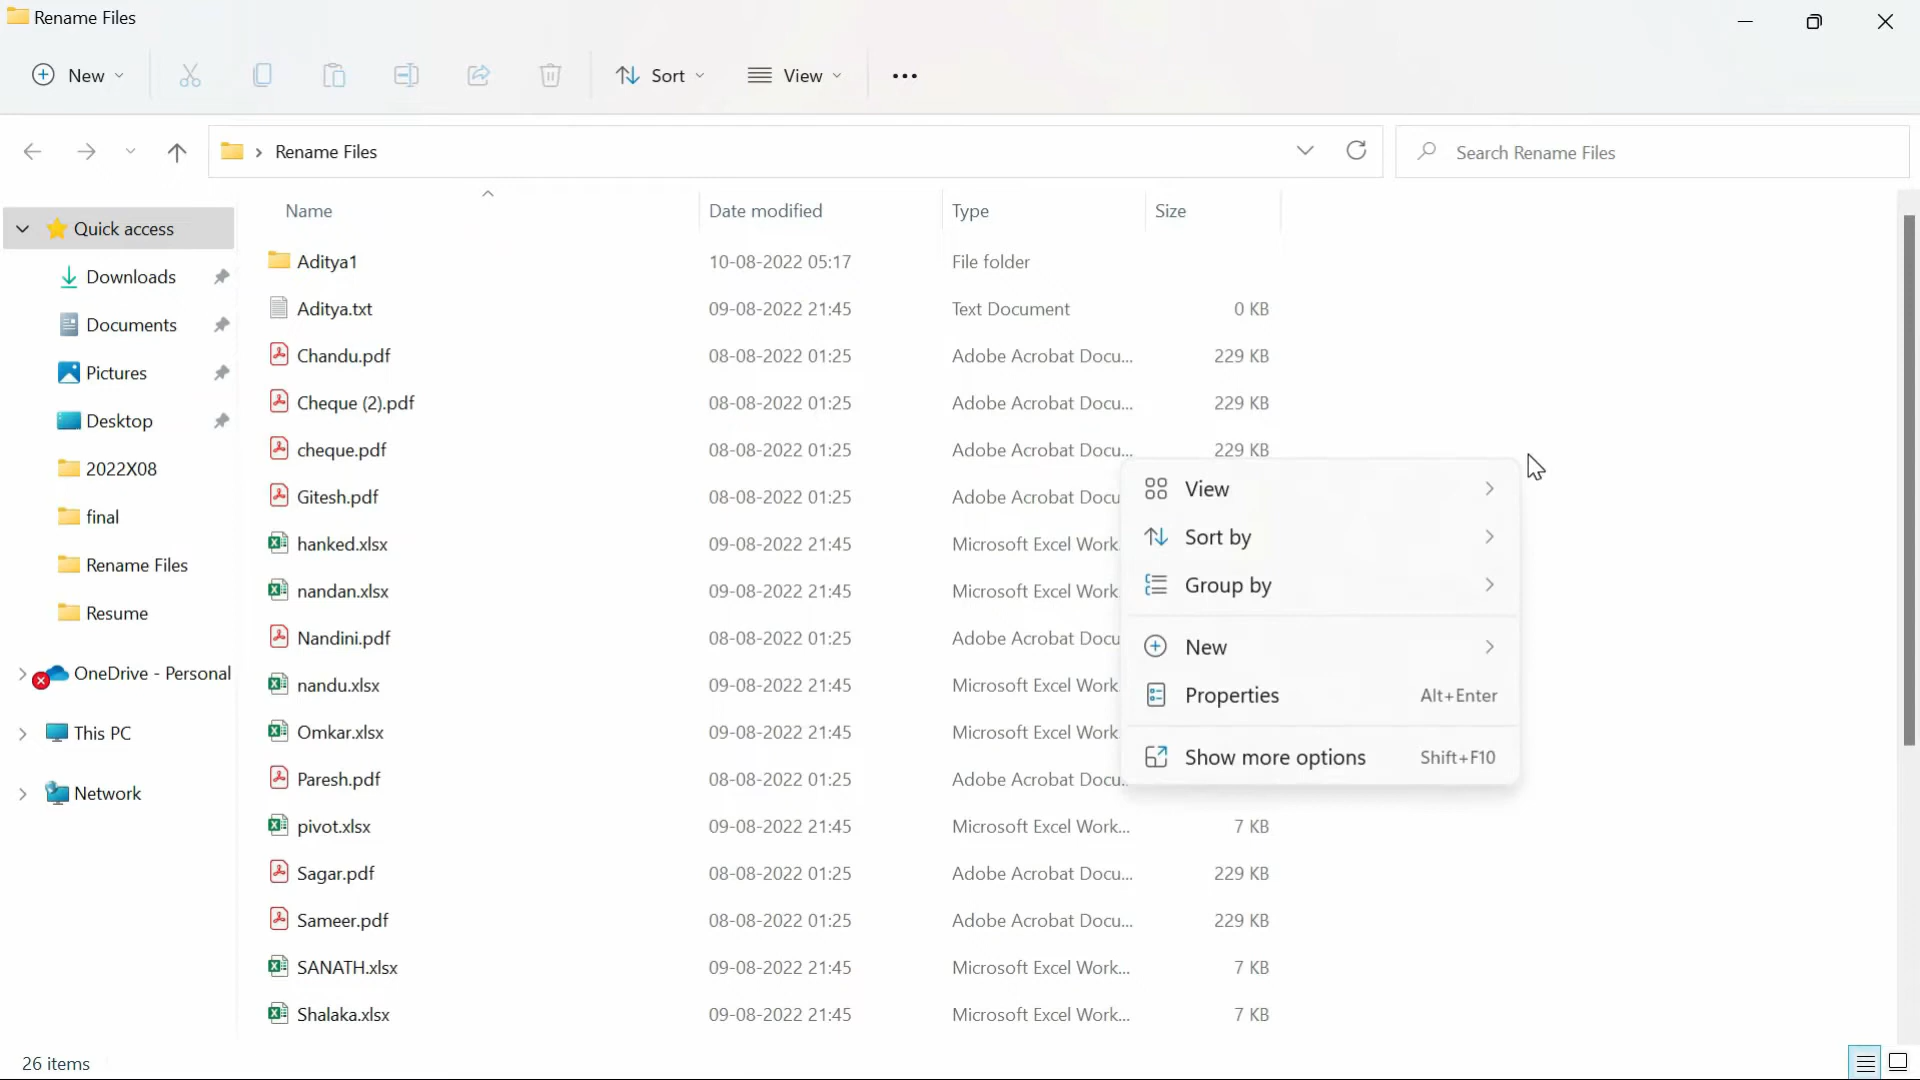 Rename Files
New
Sort
View
Rename Files
Search Rename Files
Name Date modified Type Size
Quick access
Downloads
Documents
Pictures
Desktop
2022X08
final
Rename Files
Resume
OneDrive - Personal
This PC
Network
Aditya1 10-08-2022 05:17 File folder
Aditya.txt 09-08-2022 21:45 Text Document 0 KB
Chandu.pdf 08-08-2022 01:25 Adobe Acrobat Docu... 229 KB
Cheque (2).pdf 08-08-2022 01:25 Adobe Acrobat Docu... 229 KB
cheque.pdf 08-08-2022 01:25 Adobe Acrobat Docu... 229 KB
Gitesh.pdf 08-08-2022 01:25 Adobe Acrobat Docu
hanked.xlsx 09-08-2022 21:45 Microsoft Excel Work
nandan.xlsx 09-08-2022 21:45 Microsoft Excel Work
Nandini.pdf 08-08-2022 01:25 Adobe Acrobat Docu
nandu.xlsx 09-08-2022 21:45 Microsoft Excel Work
Omkar.xlsx 09-08-2022 21:45 Microsoft Excel Work
Paresh.pdf 08-08-2022 01:25 Adobe Acrobat Docu...
pivot.xlsx 09-08-2022 21:45 Microsoft Excel Work... 7 KB
Sagar.pdf 08-08-2022 01:25 Adobe Acrobat Docu... 229 KB
Sameer.pdf 08-08-2022 01:25 Adobe Acrobat Docu... 229 KB
SANATH.xlsx 09-08-2022 21:45 Microsoft Excel Work... 7 KB
Shalaka.xlsx 09-08-2022 21:45 Microsoft Excel Work... 7 KB
View
Sort by
Group by
New
Properties Alt+Enter
Show more options Shift+F10
26 items